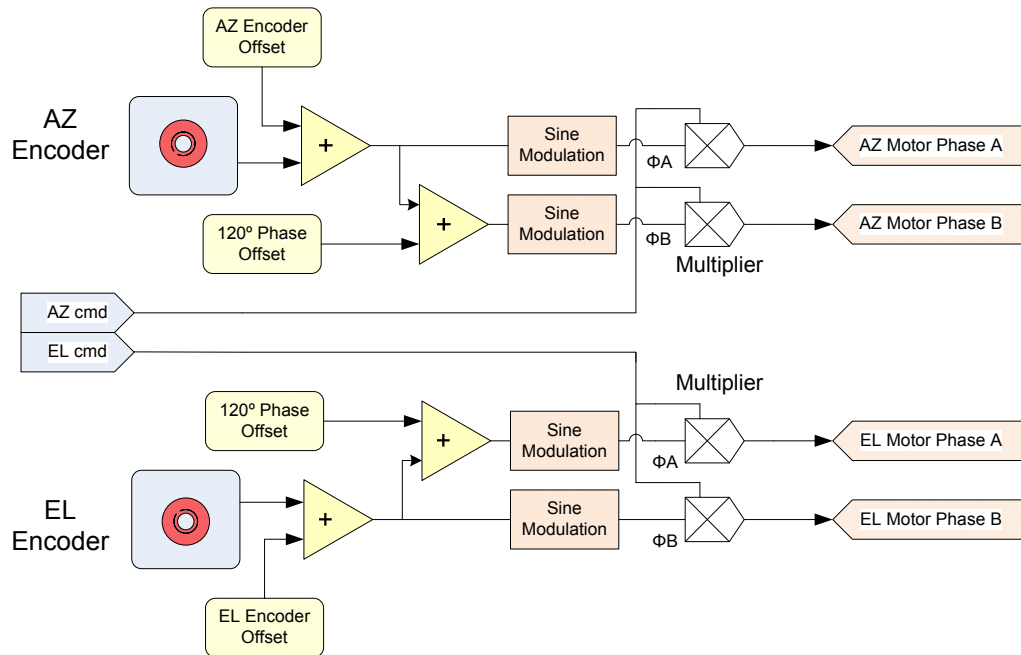 AZ Encoder
Offset
AZ
Encoder
+
Sine
Modulation
ΦA
AZ Motor Phase A
120º Phase
Offset
+
Sine
Modulation
ΦB
AZ Motor Phase B
Multiplier
AZ cmd
EL cmd
Multiplier
120º Phase
Offset
+
Sine
Modulation
ΦA
EL Motor Phase A
EL
Encoder
+
Sine
Modulation
ΦB
EL Motor Phase B
EL Encoder
Offset